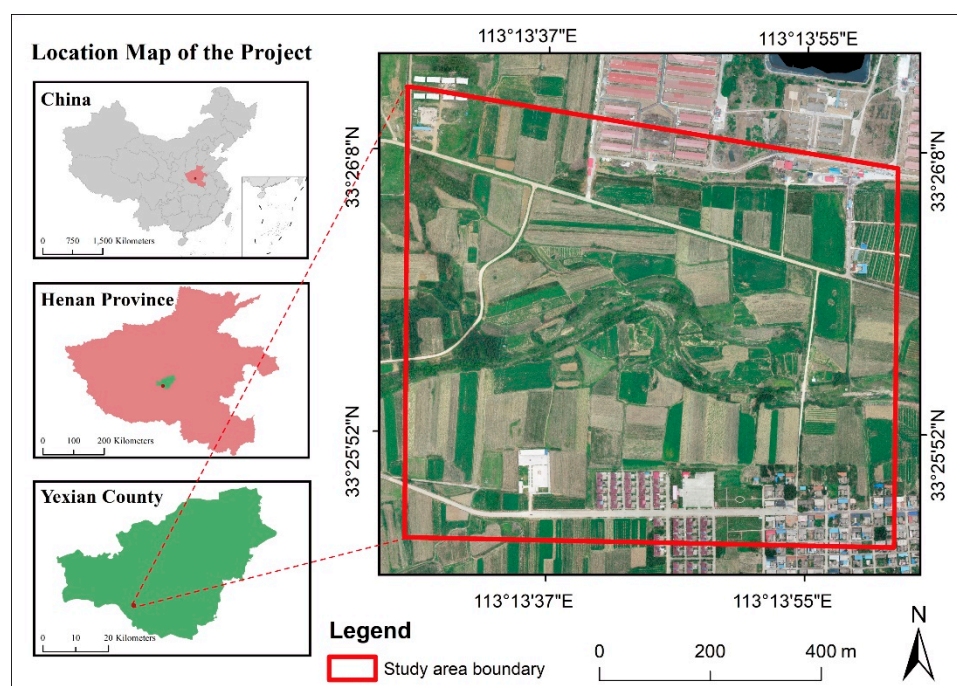 Location Map of the Project
China
0 750 1,500 Kilometers
Henan Province
0 100 200 Kilometers
Yexian County
0 10 20 Kilometers
113°13'37"E 113°13'55"E
33°26'8"N 33°26'8"N
33°25'52"N 33°25'52"N
113°13'37"E 113°13'55"E
Legend
Study area boundary
0 200 400 m
N